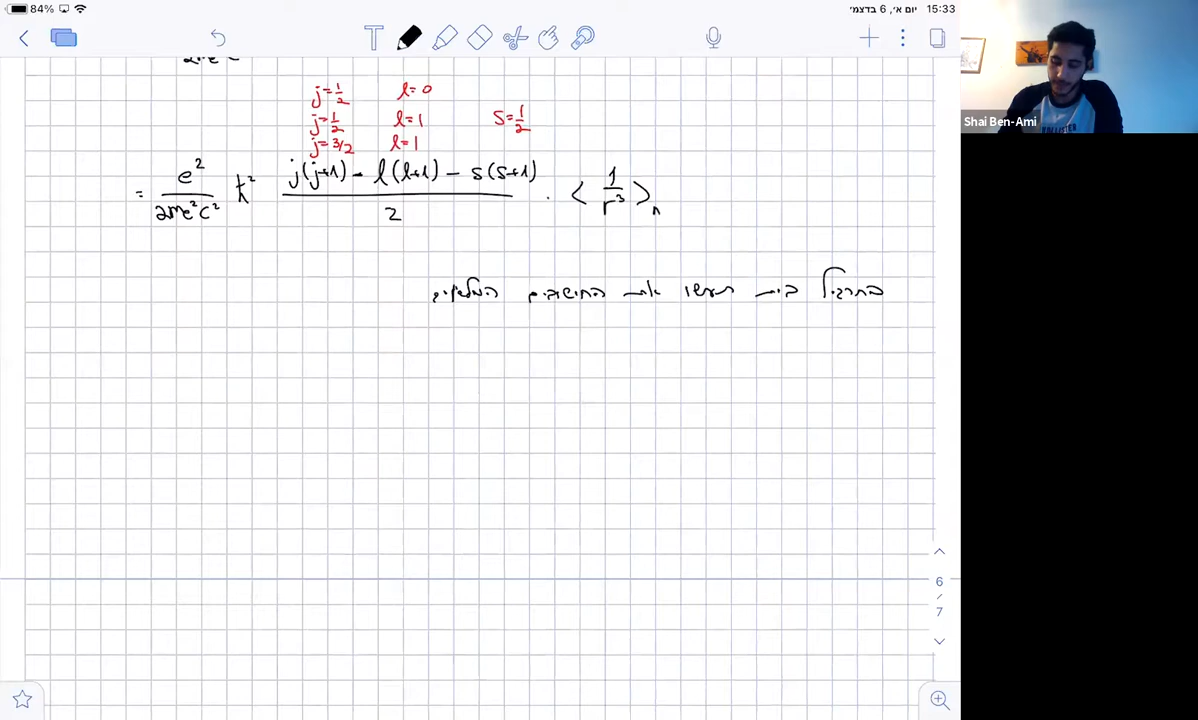 84%
יום א׳, 6 בדצמ׳ 15:33
Shai Ben-Ami
j=1/2 l=0
j=1/2 l=1 S=1/2
j=3/2 l=1
= e²/2me²c² ħ² j(j+1) - l(l+1) - s(s+1)/2 · ⟨1/r³⟩n
בתרגיל בית תעשו את החישובים המלאים
6
/
7